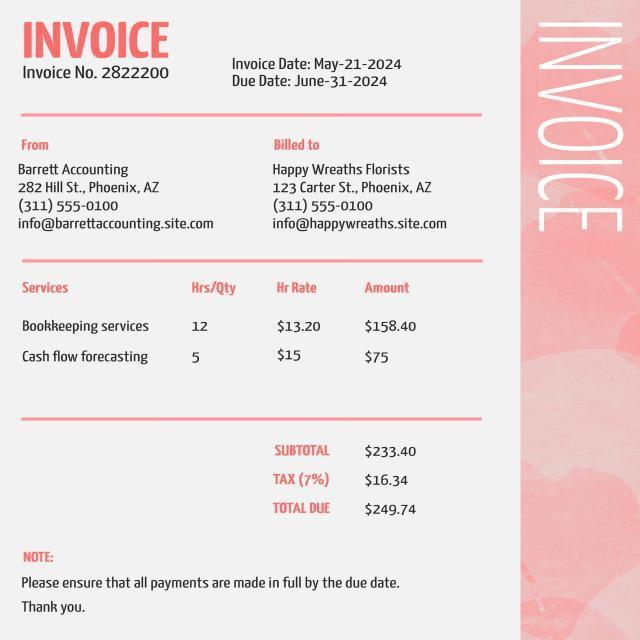 INVOICE
Invoice No. 2822200
Invoice Date: May-21-2024
Due Date: June-31-2024
From
Barrett Accounting
282 Hill St., Phoenix, AZ
(311) 555-0100
info@barrettaccounting.site.com
Billed to
Happy Wreaths Florists
123 Carter St., Phoenix, AZ
(311) 555-0100
info@happywreaths.site.com
Services Hrs/Qty Hr Rate Amount
Bookkeeping services 12 $13.20 $158.40
Cash flow forecasting 5 $15 $75
SUBTOTAL $233.40
TAX (7%) $16.34
TOTAL DUE $249.74
NOTE:
Please ensure that all payments are made in full by the due date.
Thank you.
INVOICE